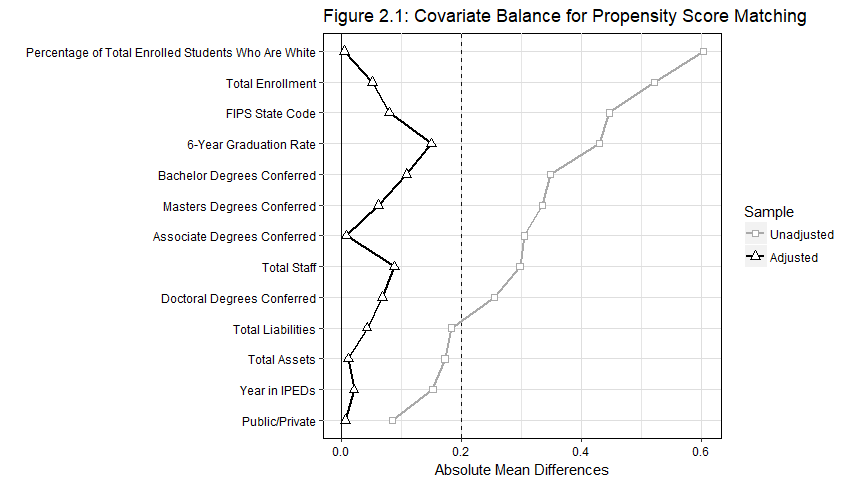 Figure 2.1: Covariate Balance for Propensity Score Matching
Percentage of Total Enrolled Students Who Are White
Total Enrollment
FIPS State Code
6-Year Graduation Rate
Bachelor Degrees Conferred
Masters Degrees Conferred
Associate Degrees Conferred
Total Staff
Doctoral Degrees Conferred
Total Liabilities
Total Assets
Year in IPEDs
Public/Private
0.0 0.2 0.4 0.6
Absolute Mean Differences
Sample
Unadjusted
Adjusted